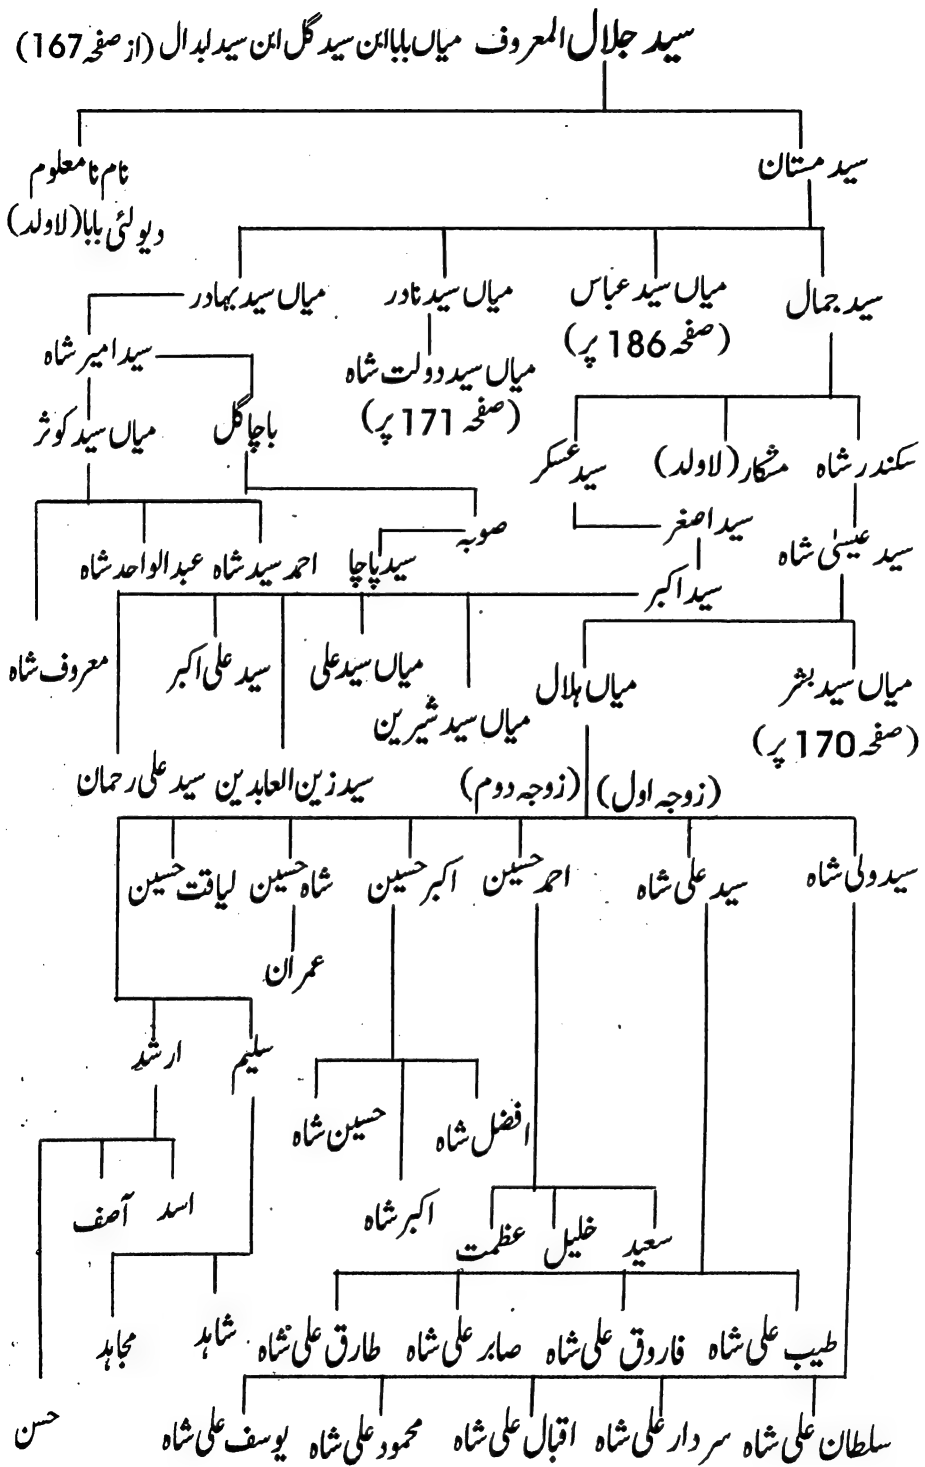 سید جلال المعروف میاں بابا ابن سید گل ابن سید لبدال (از صفحہ 167)
سید مستان
نام نا معلوم
دیولئی بابا (لاولد)
سید جمال
میاں سید عباس
(صفحہ 186 پر)
میاں سید نادر
میاں سید بہادر
میاں سید دولت شاہ
(صفحہ 171 پر)
سید امیر شاہ
باچا گل
میاں سید کوثر
سکندر شاہ
مشکار (لاولد)
سید عسکر
سید اصغر
صوبہ
سید عیسیٰ شاہ
سید پاچا
احمد سید شاہ
عبدالواحد شاہ
سید اکبر
معروف شاہ
میاں سید بشر
(صفحہ 170 پر)
میاں ہلال
میاں سید علی
سید علی اکبر
میاں سید شیرین
سید زین العابدین
سید علی رحمان
(زوجہ اول)
(زوجہ دوم)
سید ولی شاہ
سید علی شاہ
احمد حسین
اکبر حسین
شاہ حسین
لیاقت حسین
عمران
سلیم
ارشد
افضل شاہ
حسین شاہ
اکبر شاہ
اسد
آصف
سعید
خلیل
عظمت
شاہد
مجاہد
طیب علی شاہ
فاروق علی شاہ
صابر علی شاہ
طارق علی شاہ
سلطان علی شاہ
سردار علی شاہ
اقبال علی شاہ
محمود علی شاہ
یوسف علی شاہ
حسن